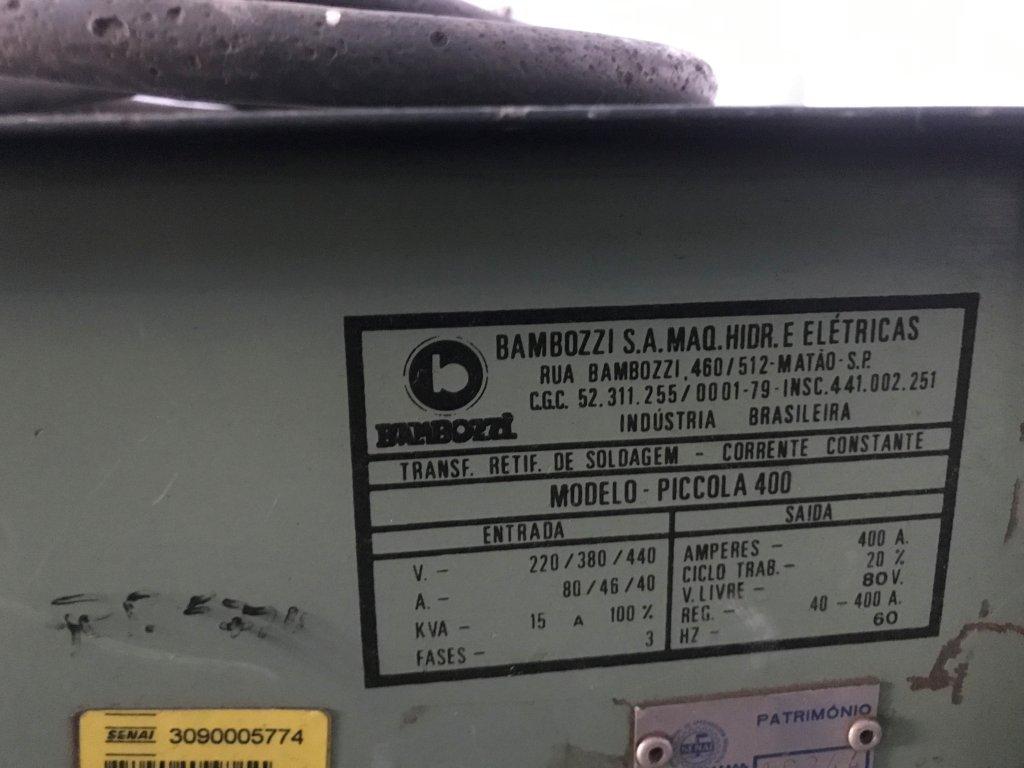 BAMBOZZI S.A. MAQ. HIDR. E ELÉTRICAS
RUA BAMBOZZI, 460/512-MATÃO-S.P.
C.G.C. 52.311.255/0001-79-INSC.441.002.251
INDÚSTRIA BRASILEIRA
b
BAMBOZZI
TRANSF. RETIF. DE SOLDAGEM - CORRENTE CONSTANTE
MODELO - PICCOLA 400
ENTRADA
V. - 220/380/440
A. - 80/46/40
KVA - 15 A 100 %
FASES - 3
SAIDA
AMPERES - 400 A.
CICLO TRAB. - 20 %
V. LIVRE - 80 V.
REG. - 40 - 400 A.
HZ - 60
SENAI 3090005774
PATRIMÔNIO
SENAI